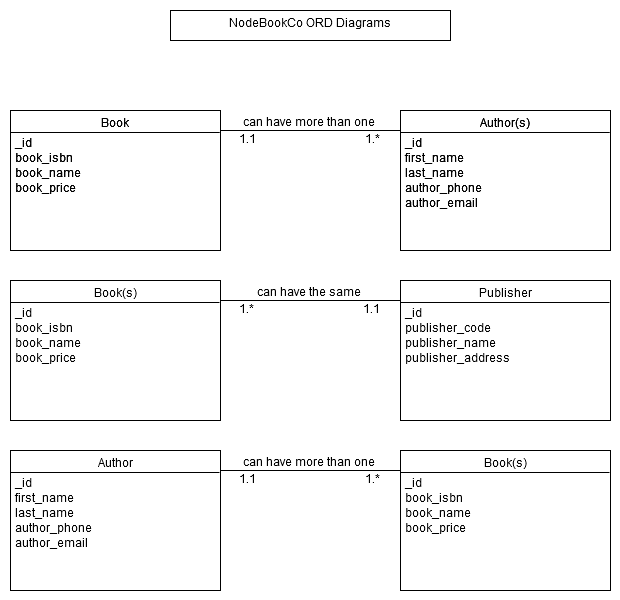 NodeBookCo ORD Diagrams
Book
_id
book_isbn
book_name
book_price
can have more than one
1.1
1.*
Author(s)
_id
first_name
last_name
author_phone
author_email
Book(s)
_id
book_isbn
book_name
book_price
can have the same
1.*
1.1
Publisher
_id
publisher_code
publisher_name
publisher_address
Author
_id
first_name
last_name
author_phone
author_email
can have more than one
1.1
1.*
Book(s)
_id
book_isbn
book_name
book_price